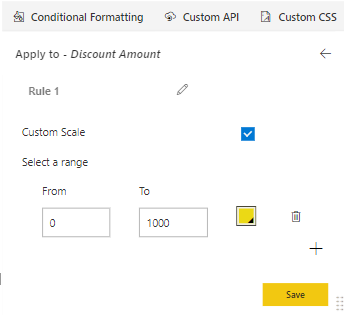 Conditional Formatting Custom API Custom CSS
Apply to - Discount Amount
Rule 1
Custom Scale
Select a range
From To
0 1000
Save